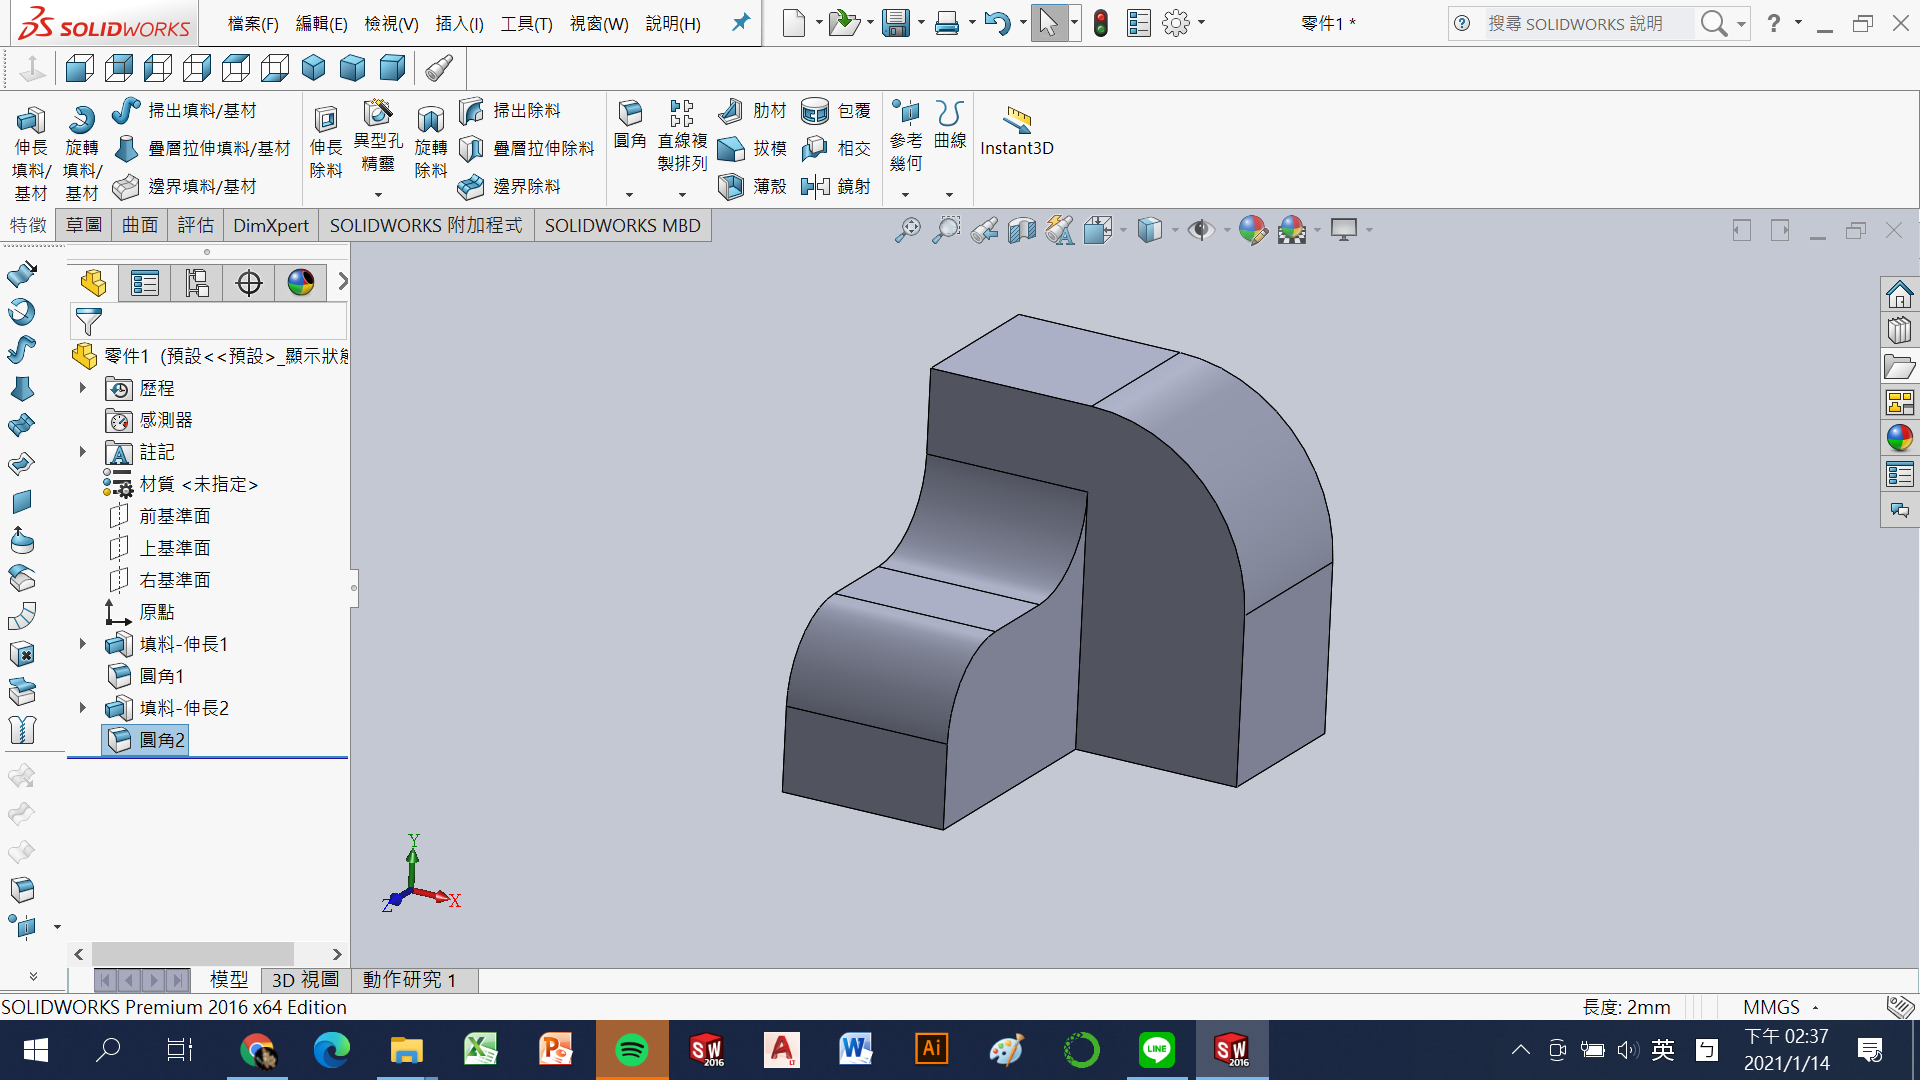 SOLIDWORKS
檔案(F) 編輯(E) 檢視(V) 插入(I) 工具(T) 視窗(W) 說明(H)
零件1 *
搜尋 SOLIDWORKS 說明
伸長填料/基材
旋轉填料/基材
掃出填料/基材
疊層拉伸填料/基材
邊界填料/基材
伸長除料
異型孔精靈
旋轉除料
掃出除料
疊層拉伸除料
邊界除料
圓角
直線複製排列
肋材
拔模
薄殼
包覆
相交
鏡射
參考幾何
曲線
Instant3D
特徵 草圖 曲面 評估 DimXpert SOLIDWORKS 附加程式 SOLIDWORKS MBD
零件1 (預設<<預設>_顯示狀態
歷程
感測器
註記
材質 <未指定>
前基準面
上基準面
右基準面
原點
填料-伸長1
圓角1
填料-伸長2
圓角2
Y
X
Z
模型 3D 視圖 動作研究 1
SOLIDWORKS Premium 2016 x64 Edition
長度: 2mm MMGS
SW 2016
A LT
Ai
LINE
SW 2016
英
ㄅ
下午 02:37
2021/1/14